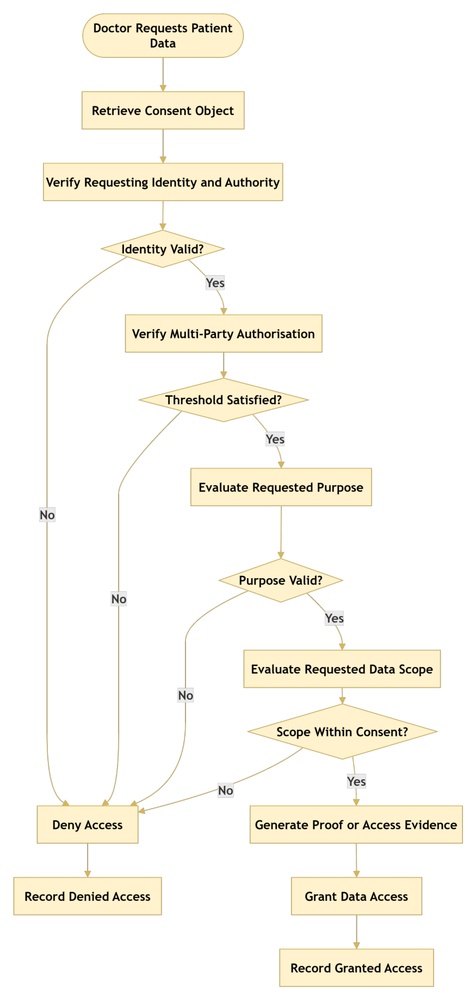 Doctor Requests Patient
Data
Retrieve Consent Object
Verify Requesting Identity and Authority
Identity Valid?
Yes
Verify Multi-Party Authorisation
Threshold Satisfied?
Yes
Evaluate Requested Purpose
No
Purpose Valid?
No
Yes
Evaluate Requested Data Scope
No
Scope Within Consent?
Yes
No
Deny Access
Generate Proof or Access Evidence
Record Denied Access
Grant Data Access
Record Granted Access